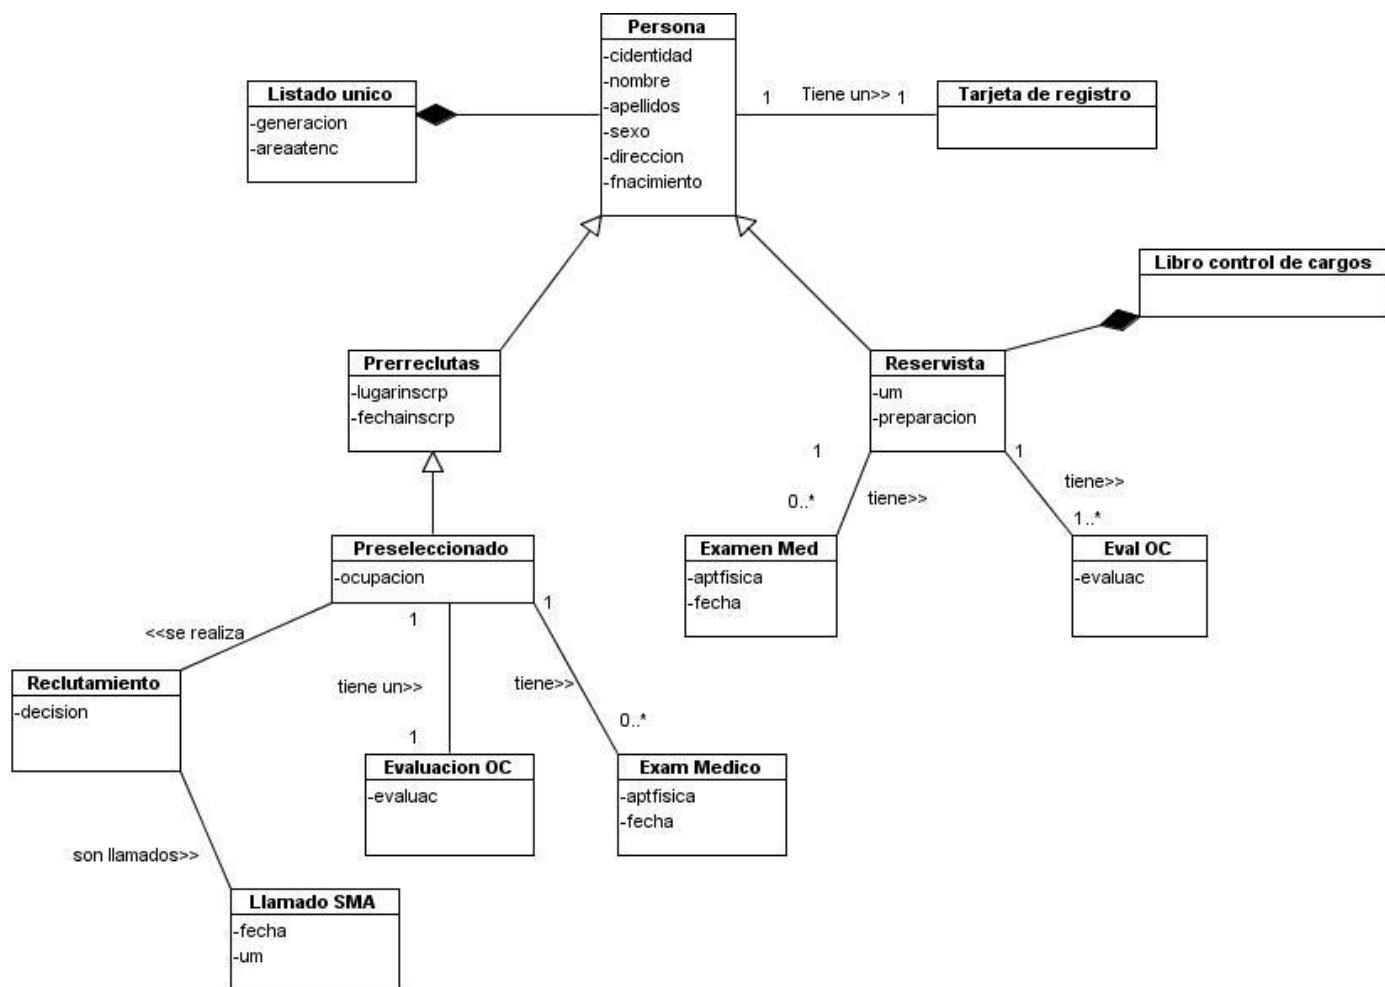 Persona
-cidentidad
-nombre
-apellidos
-sexo
-direccion
-fnacimiento
Listado unico
-generacion
-areaatenc
1
Tiene un>>
1
Tarjeta de registro
Libro control de cargos
Prerreclutas
-lugarinscrp
-fechainscrp
Reservista
-um
-preparacion
1
0..*
tiene>>
1
tiene>>
1..*
Preseleccionado
-ocupacion
Examen Med
-aptfisica
-fecha
Eval OC
-evaluac
<<se realiza
1
1
tiene un>>
tiene>>
1
0..*
Reclutamiento
-decision
Evaluacion OC
-evaluac
Exam Medico
-aptfisica
-fecha
son llamados>>
Llamado SMA
-fecha
-um